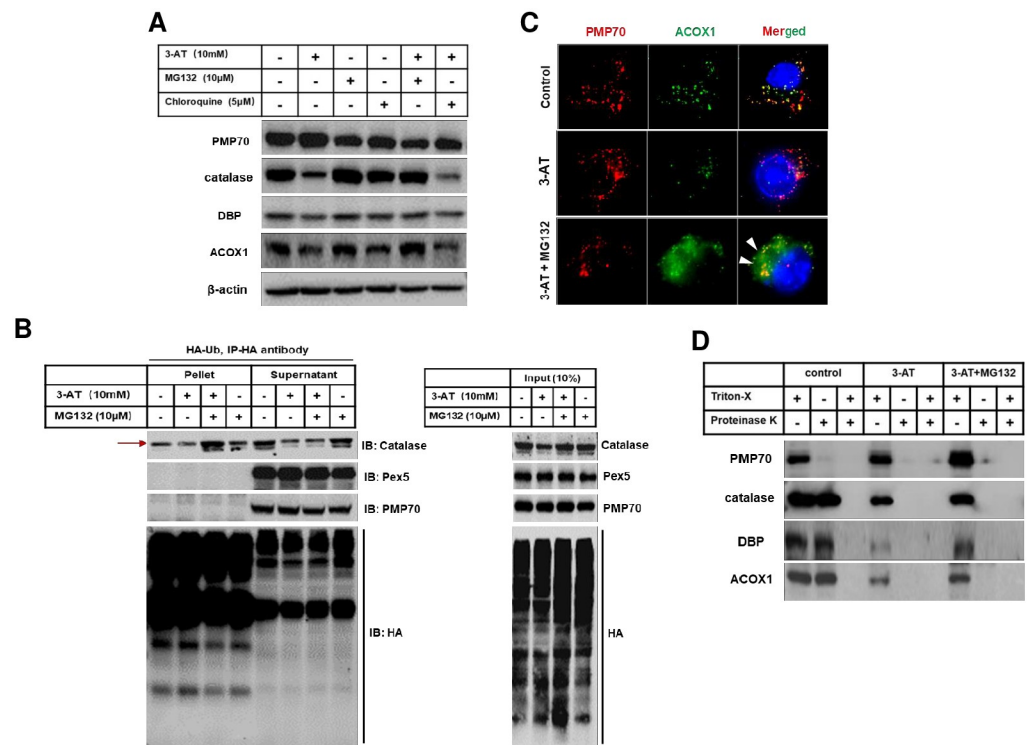 A
3-AT (10mM) - + - - + +
MG132 (10μM) - - + - + -
Chloroquine (5μM) - - - + - +
PMP70
catalase
DBP
ACOX1
β-actin
B
HA-Ub, IP-HA antibody
Pellet Supernatant
3-AT (10mM) - + + - - + + -
MG132 (10μM) - - + + - - + +
IB: Catalase
IB: Pex5
IB: PMP70
IB: HA
Input (10%)
3-AT (10mM) - + + -
MG132 (10μM) - - + +
Catalase
Pex5
PMP70
HA
C
PMP70 ACOX1 Merged
Control
3-AT
3-AT + MG132
D
control 3-AT 3-AT+MG132
Triton-X + - + + - + + - +
Proteinase K - + + - + + - + +
PMP70
catalase
DBP
ACOX1